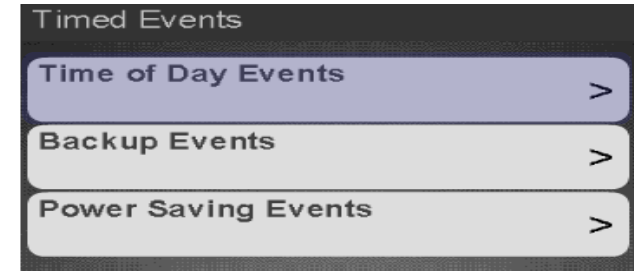 Timed Events
Time of Day Events
>
Backup Events
>
Power Saving Events
>